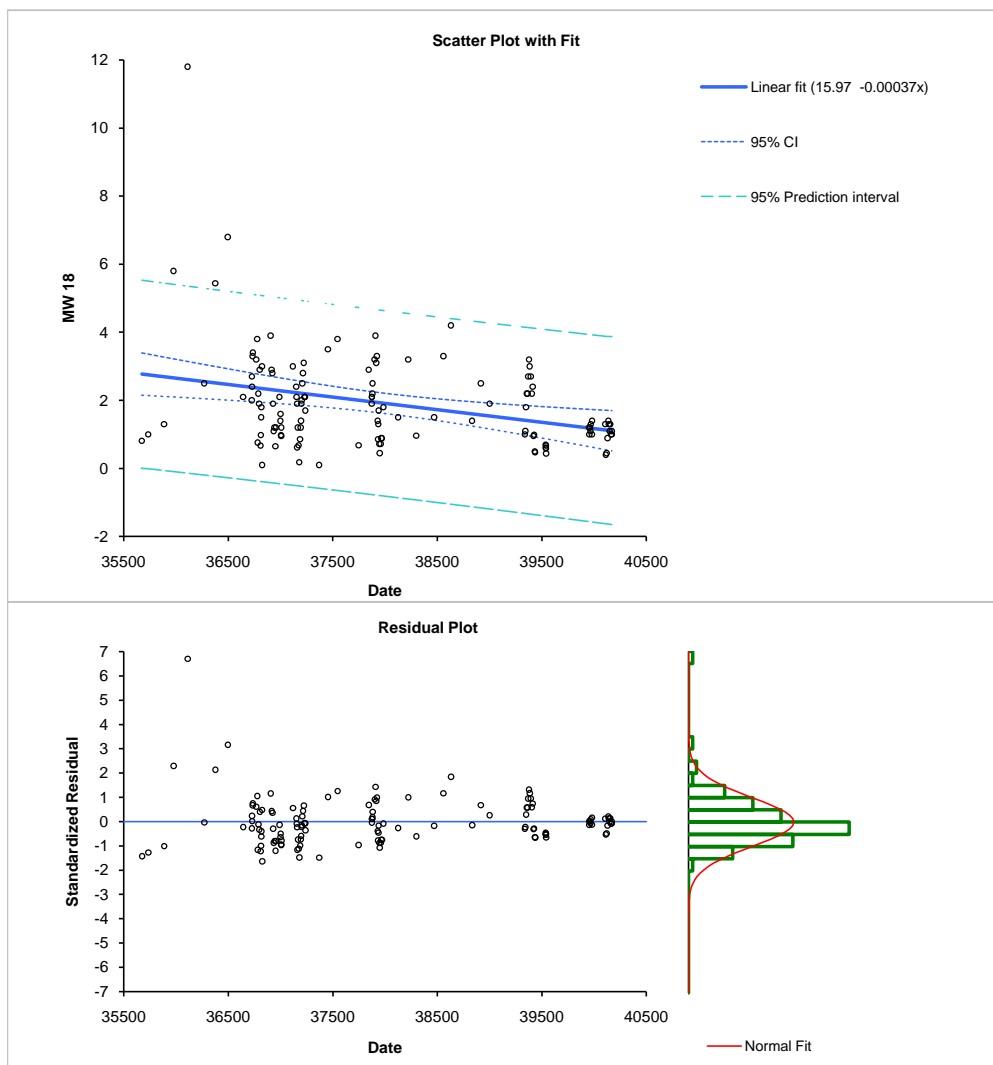 Scatter Plot with Fit
12
10
8
6
4
2
0
-2
MW 18
35500 36500 37500 38500 39500 40500
Date
Linear fit (15.97 -0.00037x)
95% CI
95% Prediction interval
Residual Plot
7
6
5
4
3
2
1
0
-1
-2
-3
-4
-5
-6
-7
Standardized Residual
35500 36500 37500 38500 39500 40500
Date
Normal Fit